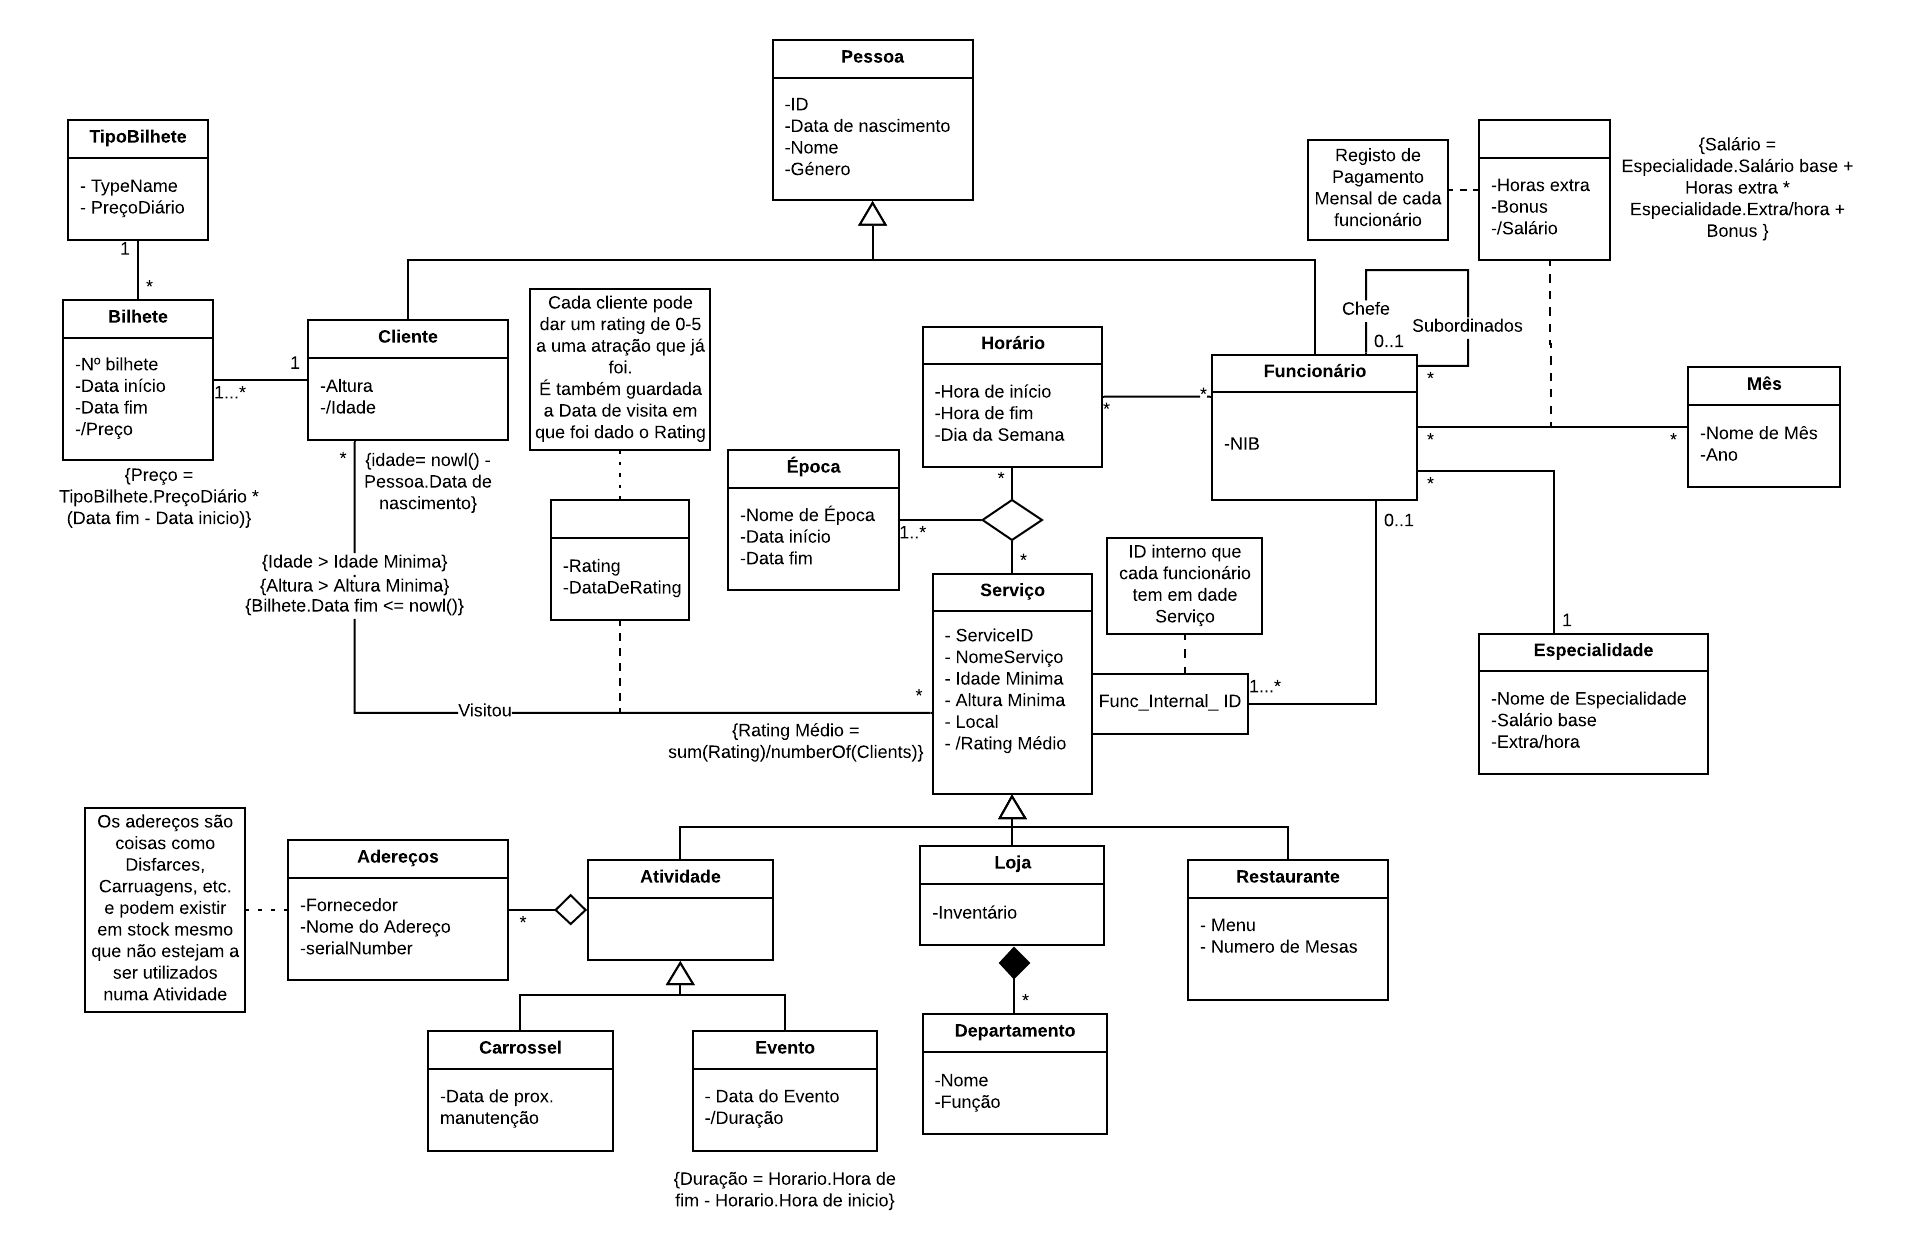 Pessoa
-ID
-Data de nascimento
-Nome
-Género
TipoBilhete
- TypeName
- PreçoDiário
1
*
Bilhete
-Nº bilhete
-Data início
-Data fim
-/Preço
{Preço =
TipoBilhete.PreçoDiário *
(Data fim - Data inicio)}
1...*
1
Cliente
-Altura
-/Idade
*
{idade= nowl() -
Pessoa.Data de
nascimento}
{Idade > Idade Minima}
{Altura > Altura Minima}
{Bilhete.Data fim <= nowl()}
Visitou
*
Cada cliente pode
dar um rating de 0-5
a uma atração que já
foi.
É também guardada
a Data de visita em
que foi dado o Rating
-Rating
-DataDeRating
{Rating Médio =
sum(Rating)/numberOf(Clients)}
Época
-Nome de Época
-Data início
-Data fim
1..*
Horário
-Hora de início
-Hora de fim
-Dia da Semana
*
*
*
*
Serviço
- ServiceID
- NomeServiço
- Idade Minima
- Altura Minima
- Local
- /Rating Médio
ID interno que
cada funcionário
tem em dade
Serviço
Func_Internal_ ID
1...*
0..1
Registo de
Pagamento
Mensal de cada
funcionário
-Horas extra
-Bonus
-/Salário
{Salário =
Especialidade.Salário base +
Horas extra *
Especialidade.Extra/hora +
Bonus }
Chefe
Subordinados
0..1
*
Funcionário
-NIB
*
*
Mês
-Nome de Mês
-Ano
*
1
Especialidade
-Nome de Especialidade
-Salário base
-Extra/hora
Os adereços são
coisas como
Disfarces,
Carruagens, etc.
e podem existir
em stock mesmo
que não estejam a
ser utilizados
numa Atividade
Adereços
-Fornecedor
-Nome do Adereço
-serialNumber
*
Atividade
Loja
-Inventário
*
Restaurante
- Menu
- Numero de Mesas
Carrossel
-Data de prox.
manutenção
Evento
- Data do Evento
-/Duração
{Duração = Horario.Hora de
fim - Horario.Hora de inicio}
Departamento
-Nome
-Função